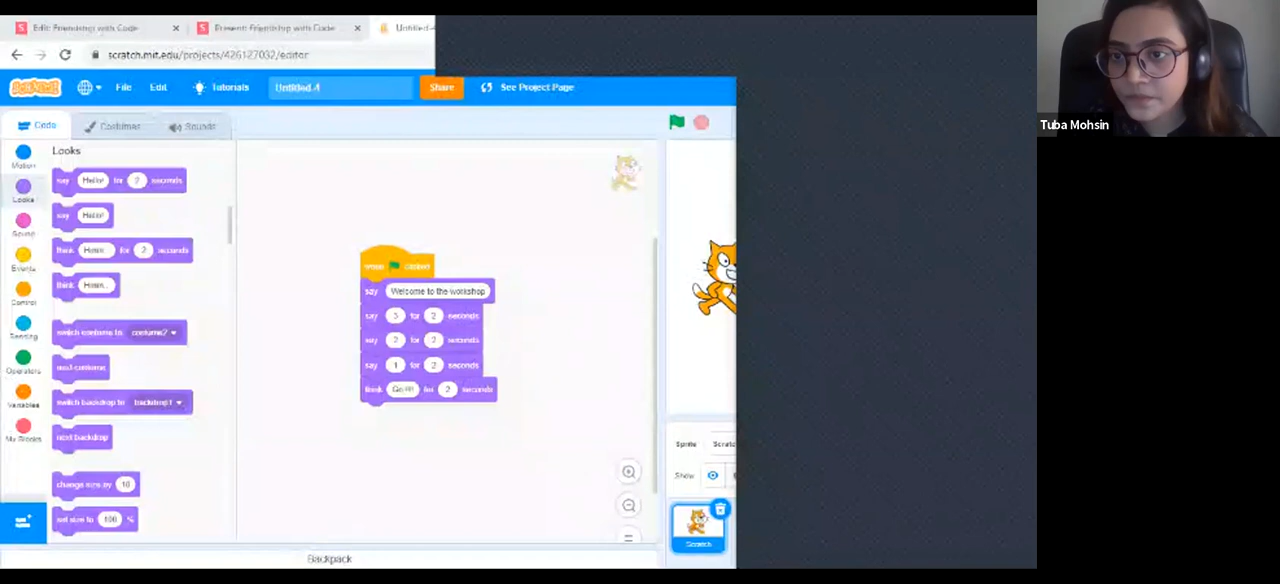 Edit: Friendship with Code
Present: Friendship with Code
Untitled-4
scratch.mit.edu/projects/426127032/editor
SCRATCH
File
Edit
Tutorials
Untitled-4
Share
See Project Page
Code
Costumes
Sounds
Motion
Looks
Sound
Events
Control
Sensing
Operators
Variables
My Blocks
Looks
say Hello! for 2 seconds
say Hello!
think Hmm... for 2 seconds
think Hmm...
switch costume to costume2
next costume
switch backdrop to backdrop1
next backdrop
change size by 10
set size to 100 %
when clicked
say Welcome to the workshop
say 3 for 2 seconds
say 2 for 2 seconds
say 1 for 2 seconds
think Go!!! for 2 seconds
Sprite
Scratc
Show
Scratch
Backpack
Tuba Mohsin